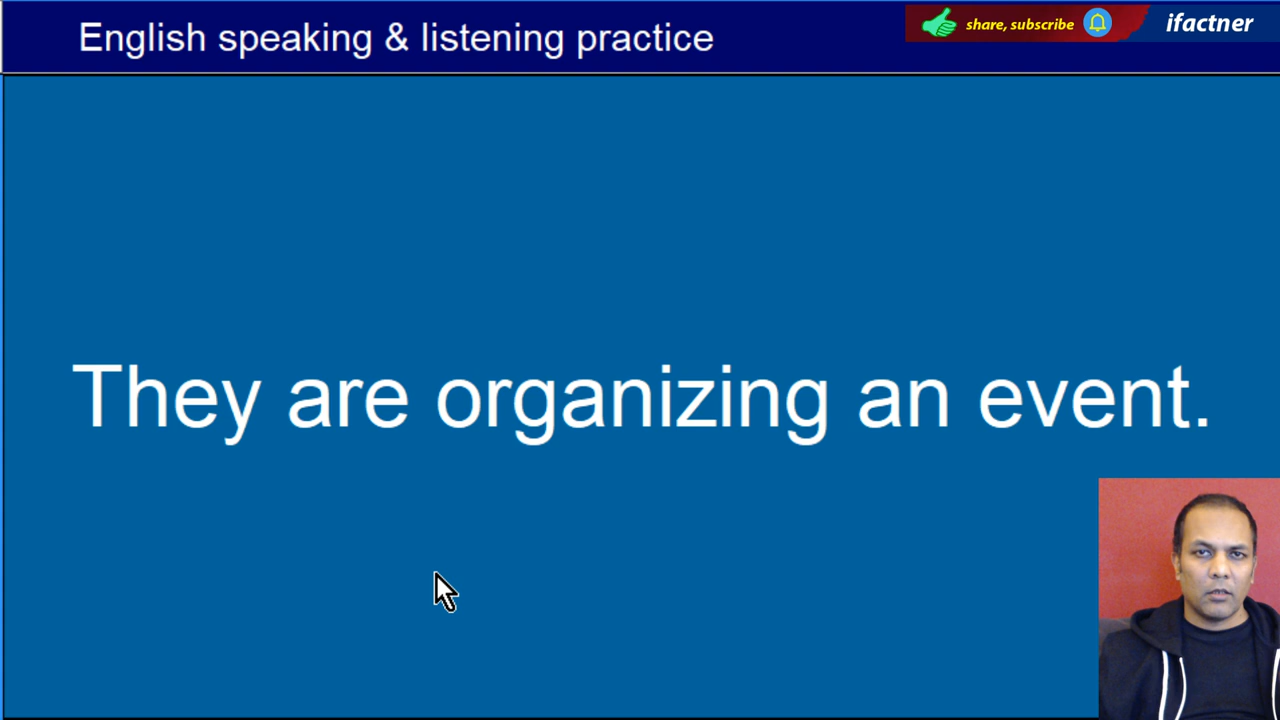 English speaking & listening practice
share, subscribe
ifactner
They are organizing an event.